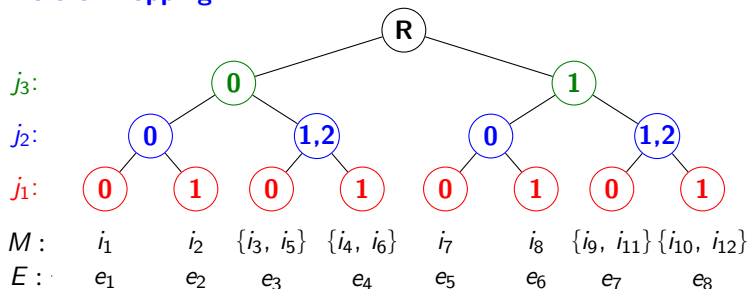 R
j₃: 0 1
j₂: 0 1,2 0 1,2
j₁: 0 1 0 1 0 1 0 1
M : i₁ i₂ {i₃, i₅} {i₄, i₆} i₇ i₈ {i₉, i₁₁} {i₁₀, i₁₂}
E : e₁ e₂ e₃ e₄ e₅ e₆ e₇ e₈